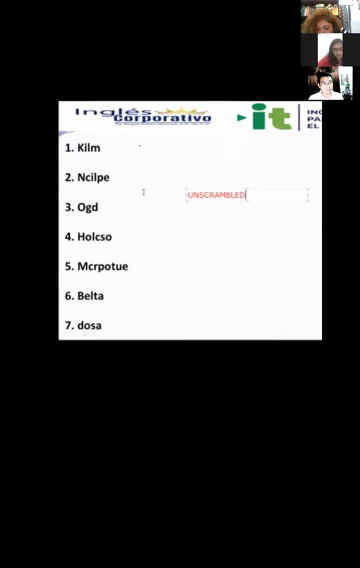 Inglés
Corporativo
it
1. Kilm
2. Ncilpe
UNSCRAMBLED
3. Ogd
4. Holcso
5. Mcrpotue
6. Belta
7. dosa